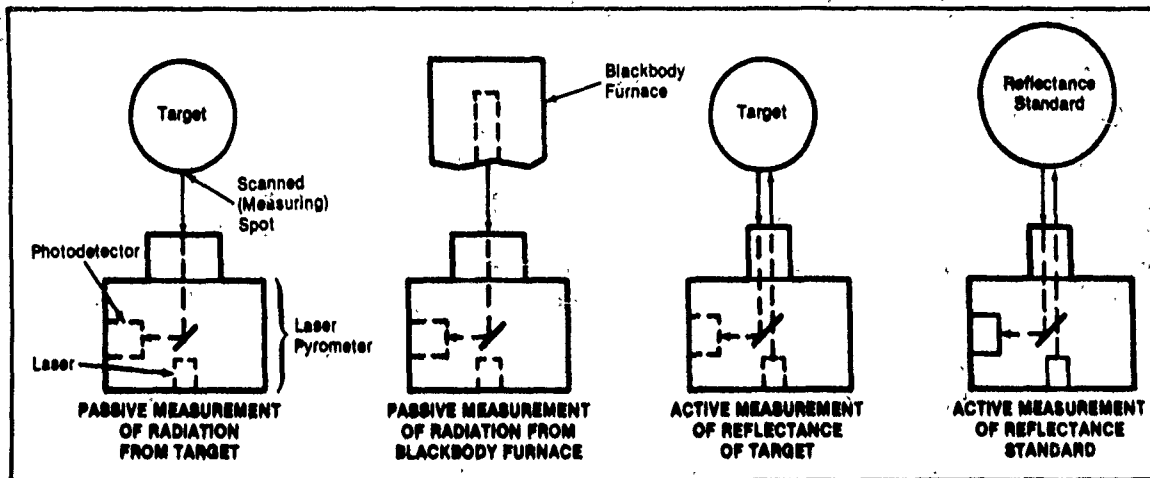 Target
Scanned
(Measuring)
Spot
Photodetector
Laser
Laser
Pyrometer
PASSIVE MEASUREMENT
OF RADIATION
FROM TARGET
Blackbody
Furnace
PASSIVE MEASUREMENT
OF RADIATION FROM
BLACKBODY FURNACE
Target
ACTIVE MEASUREMENT
OF REFLECTANCE
OF TARGET
Reflectance
Standard
ACTIVE MEASUREMENT
OF REFLECTANCE
STANDARD